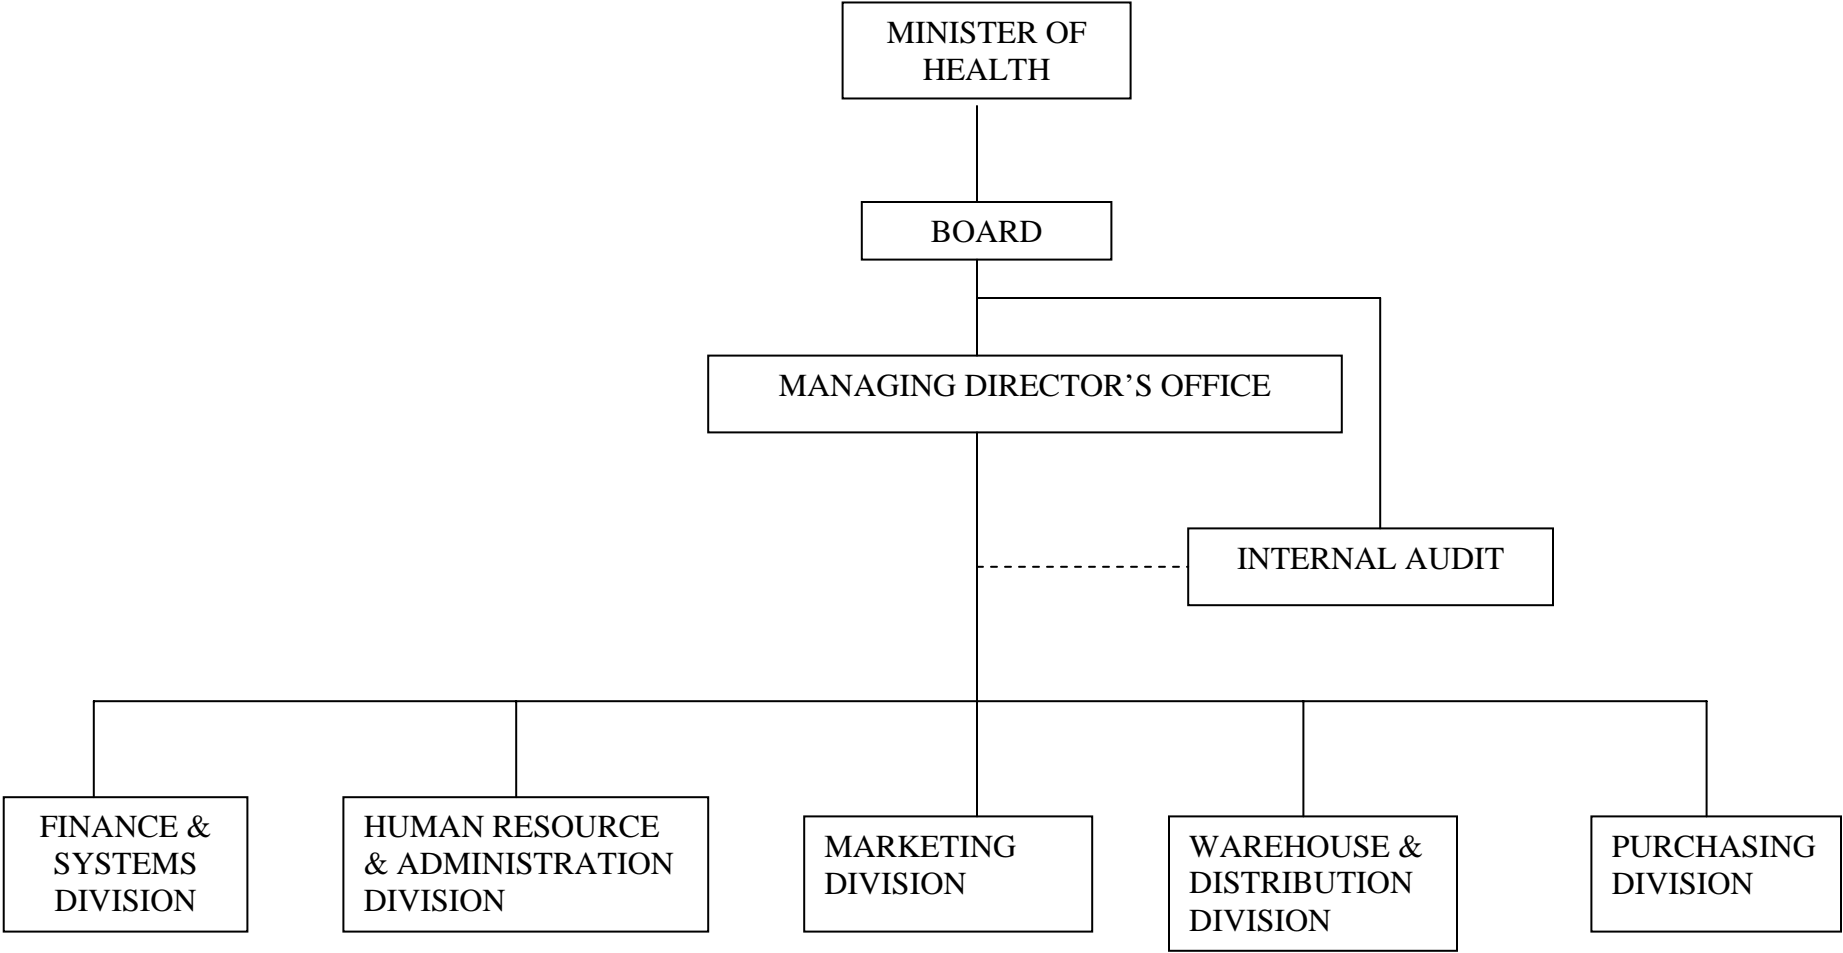 MINISTER OF
HEALTH
BOARD
MANAGING DIRECTOR’S OFFICE
INTERNAL AUDIT
FINANCE &
SYSTEMS
DIVISION
HUMAN RESOURCE
& ADMINISTRATION
DIVISION
MARKETING
DIVISION
WAREHOUSE &
DISTRIBUTION
DIVISION
PURCHASING
DIVISION